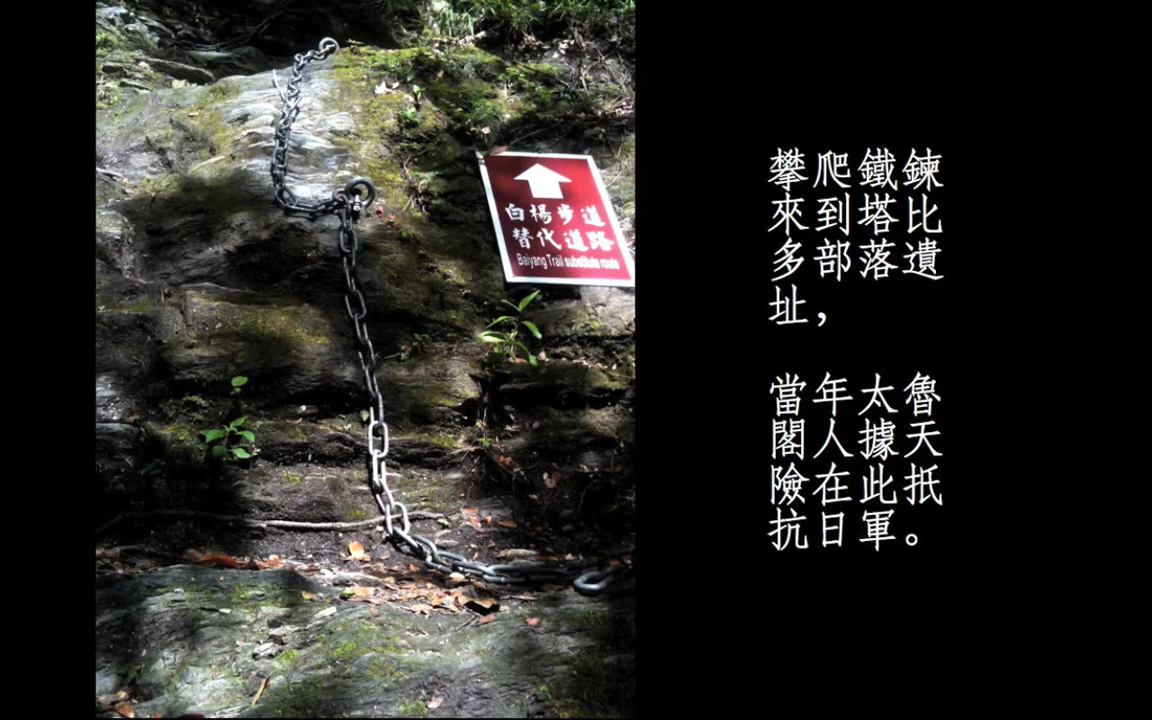 白楊步道
替代道路
Baiyang Trail substitute route
攀爬鐵鍊
來到塔比
多部落遺
址，
當年太魯
閣人據天
險在此抵
抗日軍。